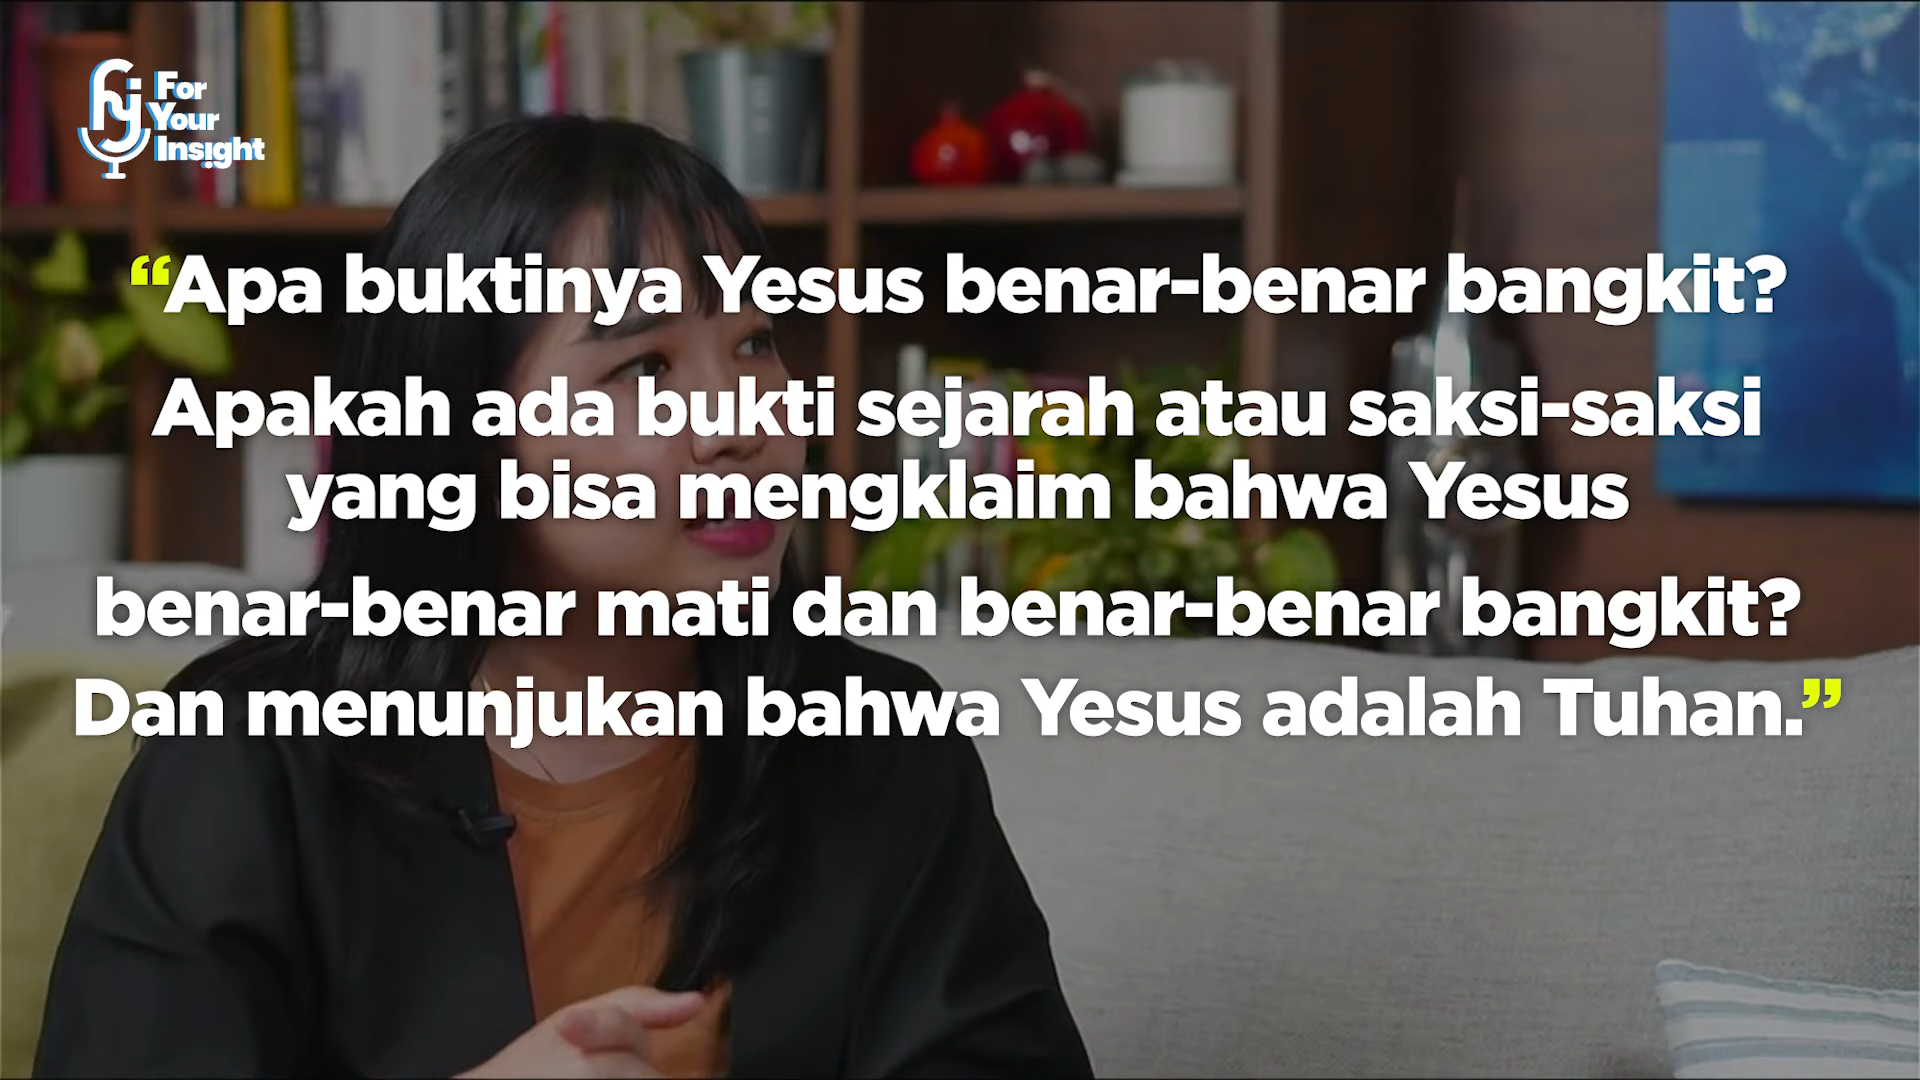 For
Your
Insight
“Apa buktinya Yesus benar-benar bangkit?
Apakah ada bukti sejarah atau saksi-saksi
yang bisa mengklaim bahwa Yesus
benar-benar mati dan benar-benar bangkit?
Dan menunjukan bahwa Yesus adalah Tuhan.”